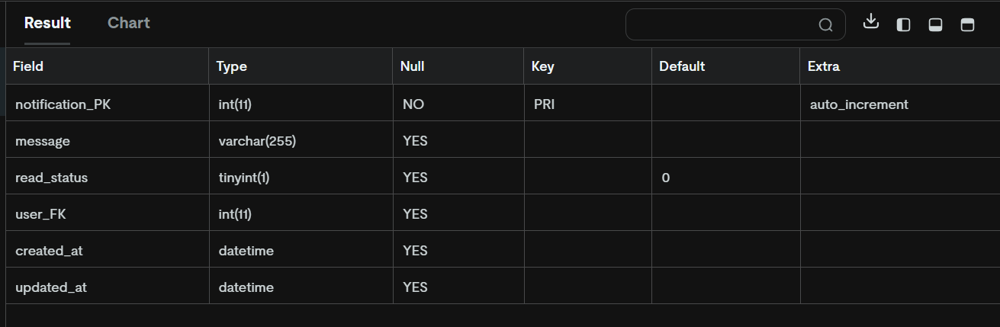 Result Chart
Field Type Null Key Default Extra
notification_PK int(11) NO PRI auto_increment
message varchar(255) YES
read_status tinyint(1) YES 0
user_FK int(11) YES
created_at datetime YES
updated_at datetime YES